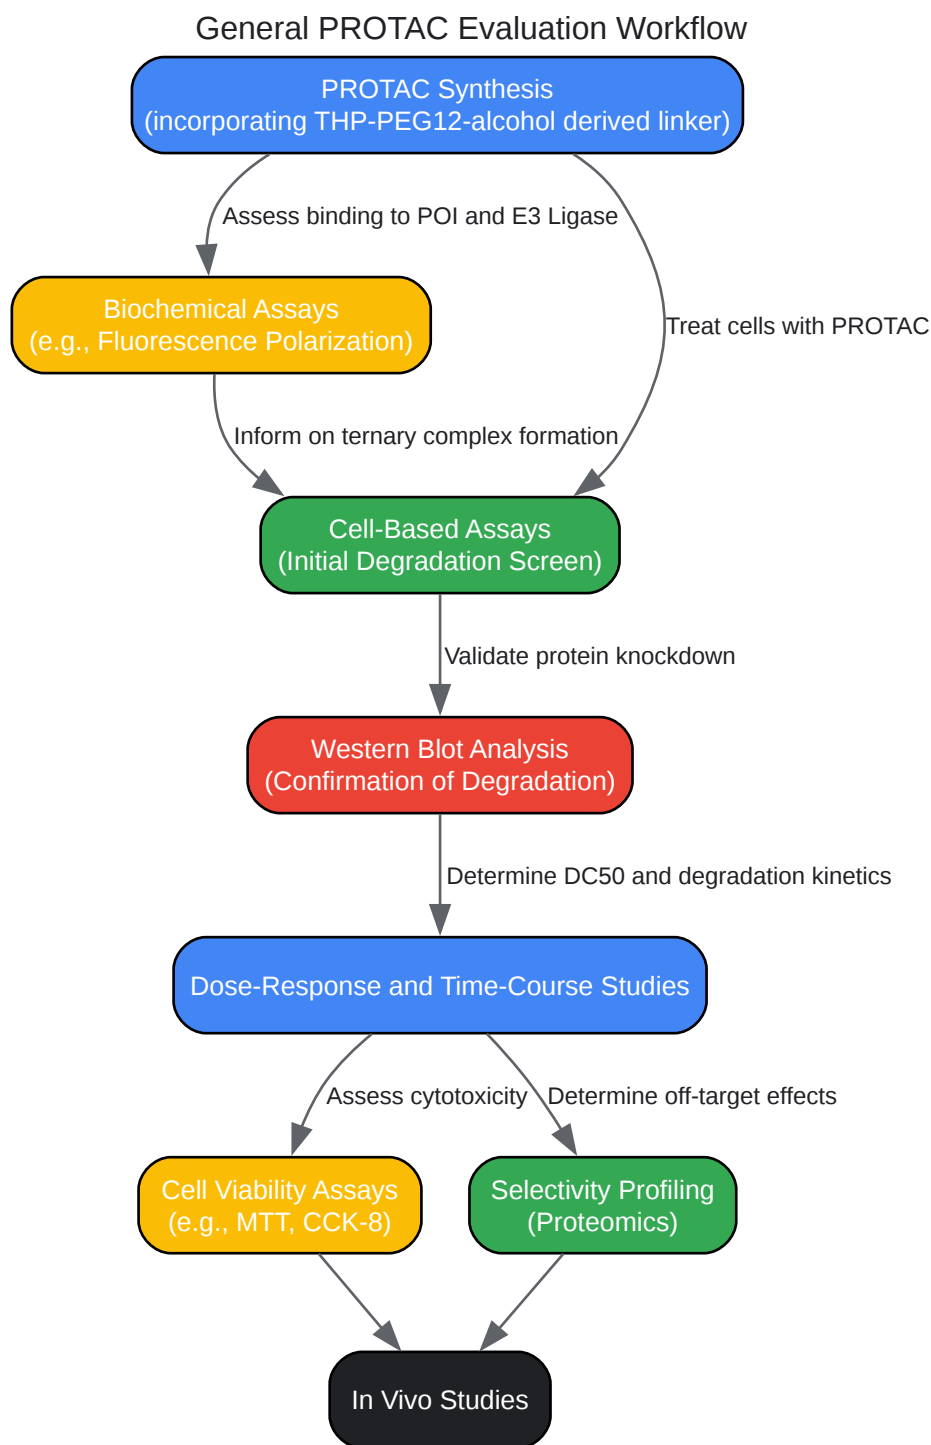 General PROTAC Evaluation Workflow
PROTAC Synthesis
(incorporating THP-PEG12-alcohol derived linker)
Assess binding to POI and E3 Ligase
Biochemical Assays
(e.g., Fluorescence Polarization)
Treat cells with PROTAC
Inform on ternary complex formation
Cell-Based Assays
(Initial Degradation Screen)
Validate protein knockdown
Western Blot Analysis
(Confirmation of Degradation)
Determine DC50 and degradation kinetics
Dose-Response and Time-Course Studies
Assess cytotoxicity
Determine off-target effects
Cell Viability Assays
(e.g., MTT, CCK-8)
Selectivity Profiling
(Proteomics)
In Vivo Studies